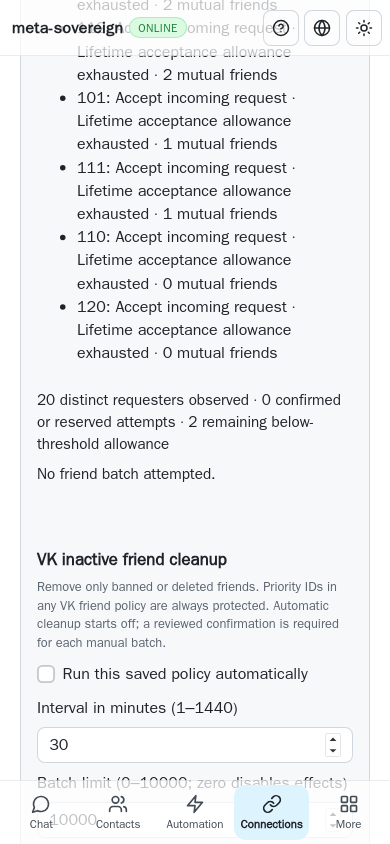 exhausted · 2 mutual friends
meta-sovereign ONLINE
Lifetime acceptance allowance
exhausted · 2 mutual friends
• 101: Accept incoming request ·
Lifetime acceptance allowance
exhausted · 1 mutual friends
• 111: Accept incoming request ·
Lifetime acceptance allowance
exhausted · 1 mutual friends
• 110: Accept incoming request ·
Lifetime acceptance allowance
exhausted · 0 mutual friends
• 120: Accept incoming request ·
Lifetime acceptance allowance
exhausted · 0 mutual friends
20 distinct requesters observed · 0 confirmed
or reserved attempts · 2 remaining below-
threshold allowance
No friend batch attempted.
VK inactive friend cleanup
Remove only banned or deleted friends. Priority IDs in
any VK friend policy are always protected. Automatic
cleanup starts off; a reviewed confirmation is required
for each manual batch.
Run this saved policy automatically
Interval in minutes (1–1440)
30
Batch limit (0–10000; zero disables effects)
10000
Chat Contacts Automation Connections More